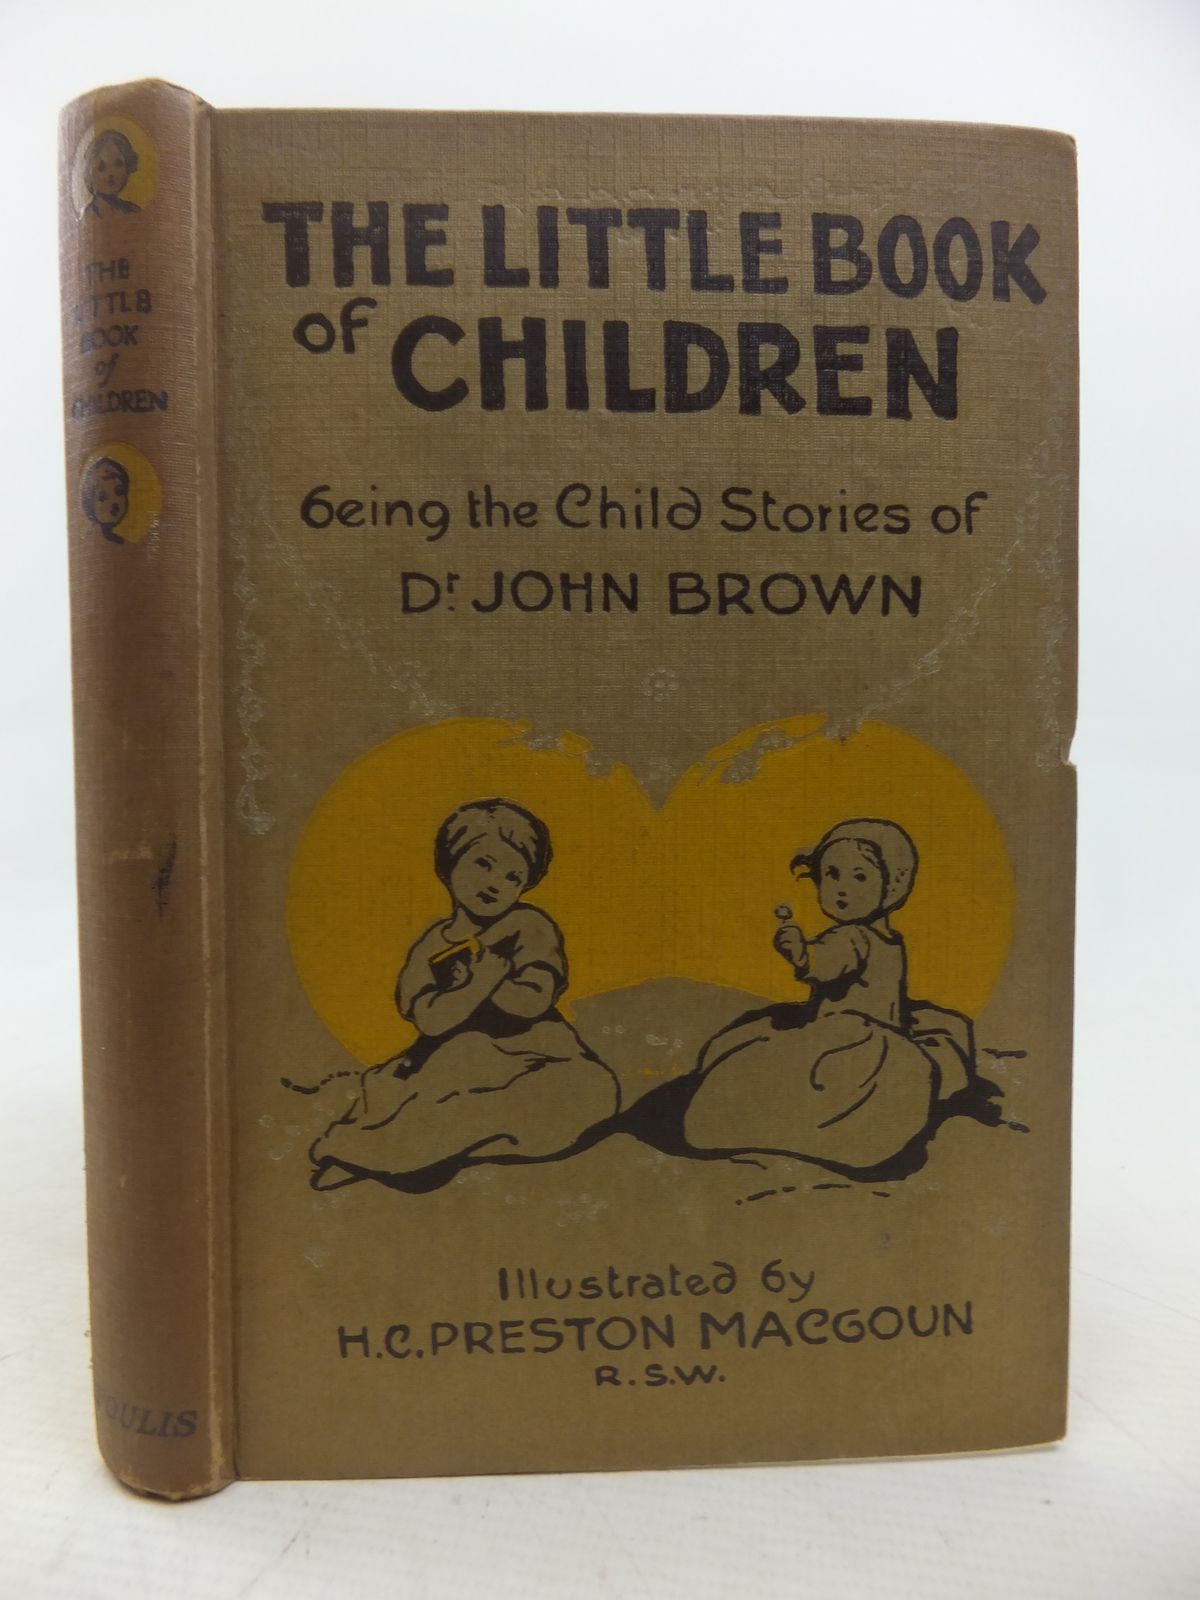 THE
LITTLE
BOOK
of
CHILDREN
FOULIS
THE LITTLE BOOK
of CHILDREN
being the Child Stories of
Dr. JOHN BROWN
Illustrated by
H.C. PRESTON MACGOUN
R.S.W.